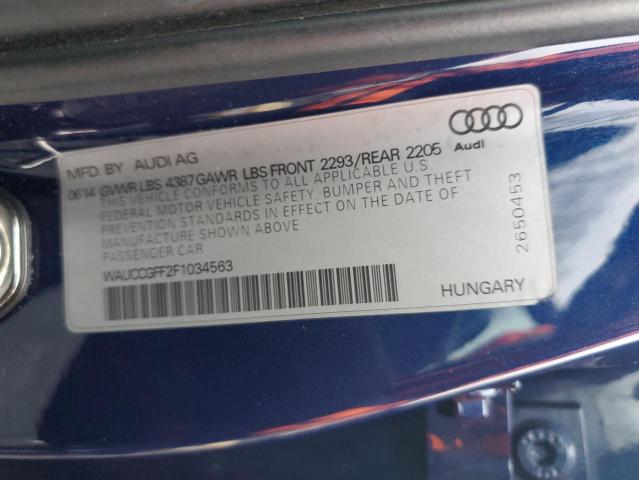 MFD. BY AUDI AG
0614 GVWR LBS 4387 GAWR LBS FRONT 2293/REAR 2205
THIS VEHICLE CONFORMS TO ALL APPLICABLE U.S
FEDERAL MOTOR VEHICLE SAFETY, BUMPER AND THEFT
PREVENTION STANDARDS IN EFFECT ON THE DATE OF
MANUFACTURE SHOWN ABOVE
PASSENGER CAR
WAUCCGFF2F1034563
Audi
2650453
HUNGARY